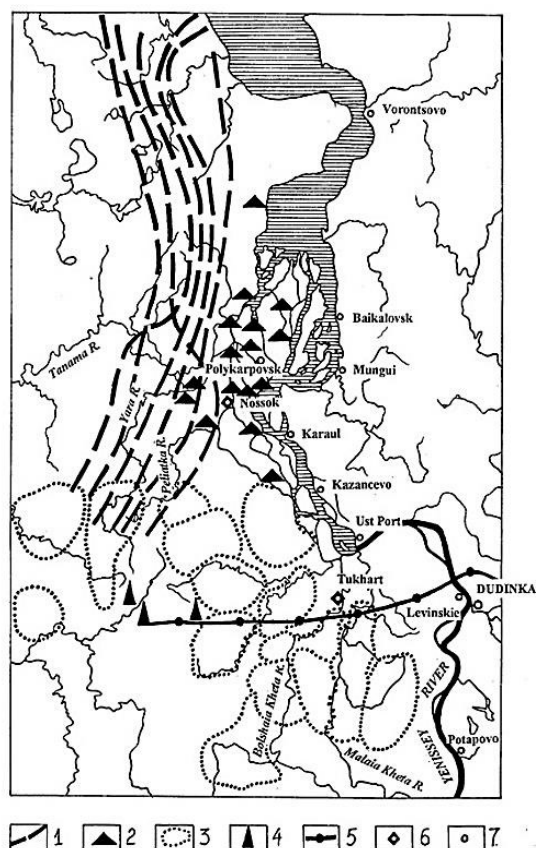 Vorontsovo
Baikalovsk
Tanama R.
Polykarpovsk
Mungui
Yara R.
Nossok
Karaul
Peliatka R.
Kazancevo
Ust Port
Tukhart
DUDINKA
Levinskie
Bolshaia Kheta R.
YENISSEY RIVER
Potapovo
Malaia Kheta R.
1 2 3 4 5 6 7